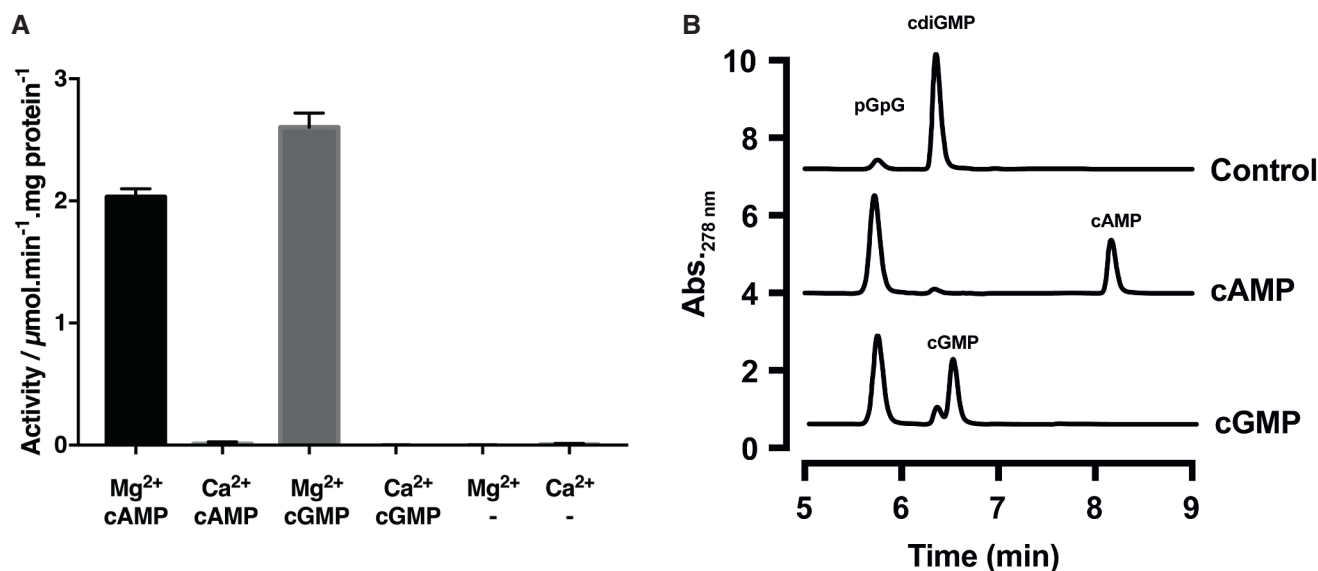 A
Activity / µmol.min⁻¹.mg protein⁻¹
3
2
1
0
Mg²⁺ Ca²⁺ Mg²⁺ Ca²⁺ Mg²⁺ Ca²⁺
cAMP cAMP cGMP cGMP - -
B
cdiGMP
pGpG
Control
cAMP
cAMP
cGMP
cGMP
Abs.278 nm
10
8
6
4
2
0
5 6 7 8 9
Time (min)